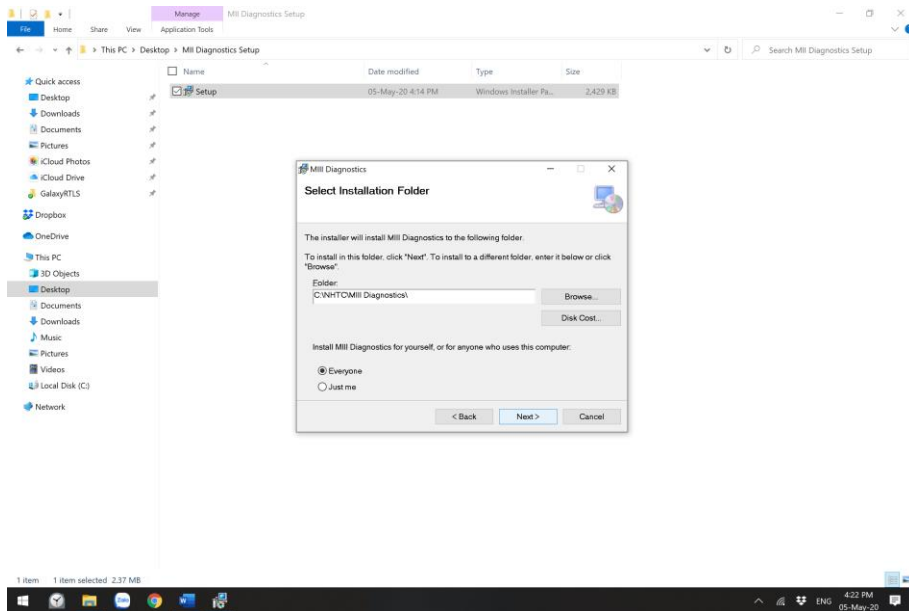 Manage
MII Diagnostics Setup
File
Home
Share
View
Application Tools
This PC > Desktop > MII Diagnostics Setup
Search MII Diagnostics Setup
Name
Date modified
Type
Size
Setup
05-May-20 4:14 PM
Windows Installer Pa...
2,429 KB
Quick access
Desktop
Downloads
Documents
Pictures
iCloud Photos
iCloud Drive
GalaxyRTLS
Dropbox
OneDrive
This PC
3D Objects
Desktop
Documents
Downloads
Music
Pictures
Videos
Local Disk (C:)
Network
MIII Diagnostics
Select Installation Folder
The installer will install MIII Diagnostics to the following folder.
To install in this folder, click "Next". To install to a different folder, enter it below or click
"Browse".
Folder:
C:\NHTC\MIII Diagnostics\
Browse...
Disk Cost...
Install MIII Diagnostics for yourself, or for anyone who uses this computer:
Everyone
Just me
< Back
Next >
Cancel
1 item
1 item selected 2.37 MB
Zalo
W
ENG
4:22 PM
05-May-20